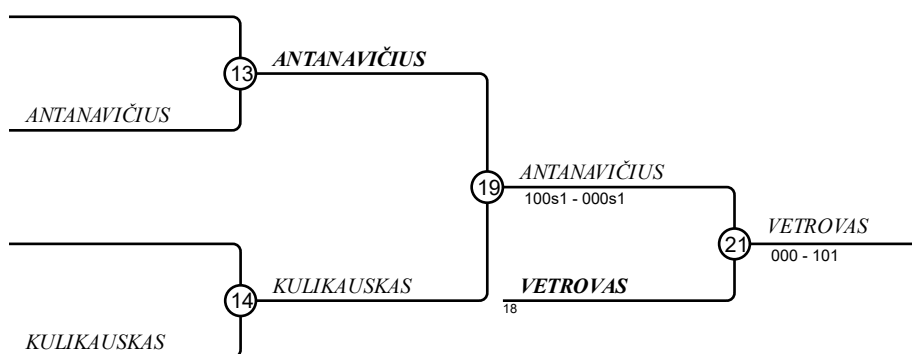 13
ANTANAVIČIUS
ANTANAVIČIUS
19
ANTANAVIČIUS
100s1 - 000s1
21
VETROVAS
000 - 101
14
KULIKAUSKAS
VETROVAS
18
KULIKAUSKAS